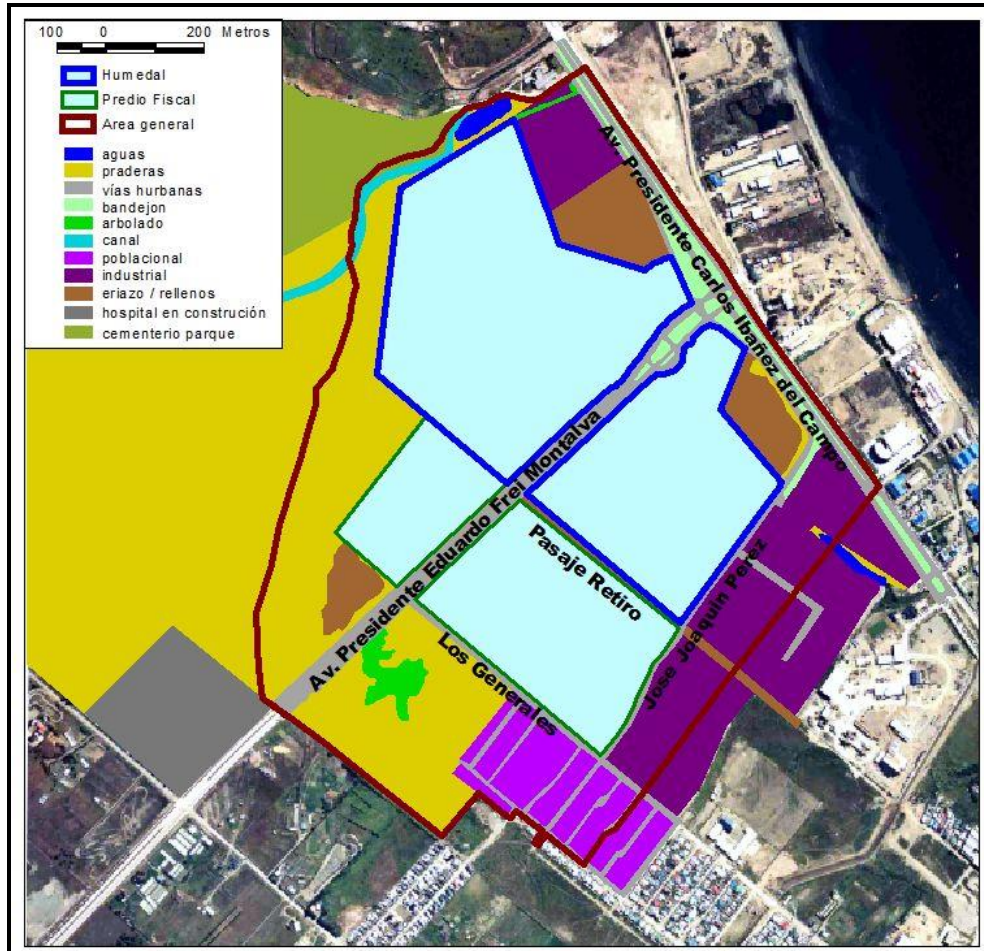 100 0 200 Metros
Humedal
Predio Fiscal
Area general
aguas
praderas
vías hurbanas
bandejon
arbolado
canal
poblacional
industrial
eriazo / rellenos
hospital en construción
cementerio parque
Av. Presidente Carlos Ibañez del Campo
Av. Presidente Eduardo Frei Montalva
Pasaje Retiro
Jose Joaquin Perez
Los Generales